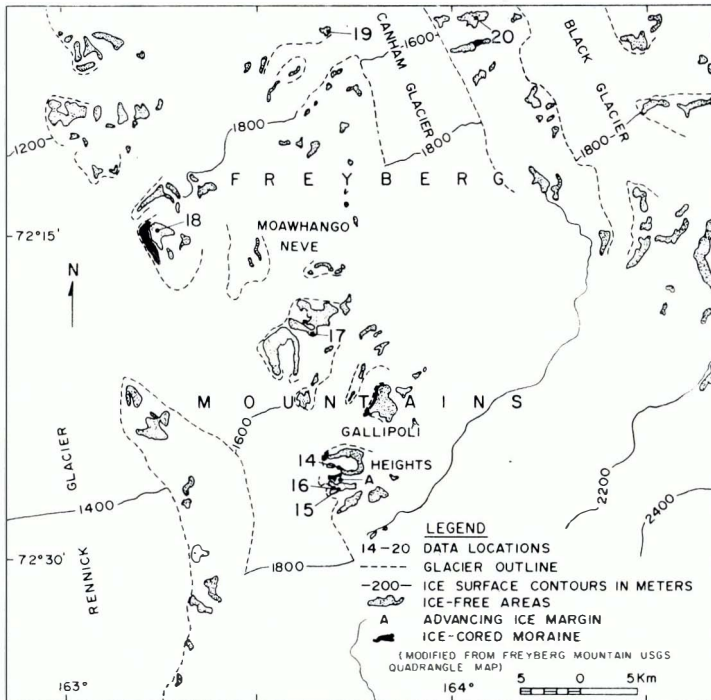 19
CANHAM
GLACIER
1600
20
BLACK
GLACIER
1200
1800
1800
1800
FREYBERG
18
MOAWHANGO
NEVE
72°15'
N
17
MOUNTAINS
1600
GALLIPOLI
HEIGHTS
14
A
16
15
GLACIER
1400
RENNICK
72°30'
1800
2200
2400
LEGEND
14-20 DATA LOCATIONS
---- GLACIER OUTLINE
-200- ICE SURFACE CONTOURS IN METERS
ICE-FREE AREAS
A ADVANCING ICE MARGIN
ICE-CORED MORAINE
(MODIFIED FROM FREYBERG MOUNTAIN USGS
QUADRANGLE MAP)
163°
164°
5 0 5Km